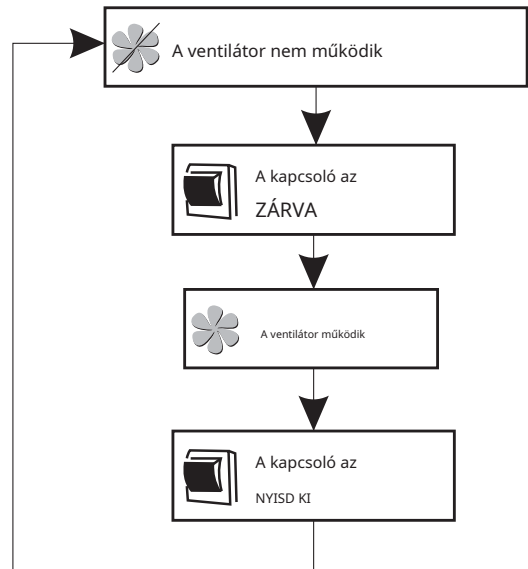 A ventilátor nem működik
A kapcsoló az
ZÁRVA
A ventilátor működik
A kapcsoló az
NYISD KI